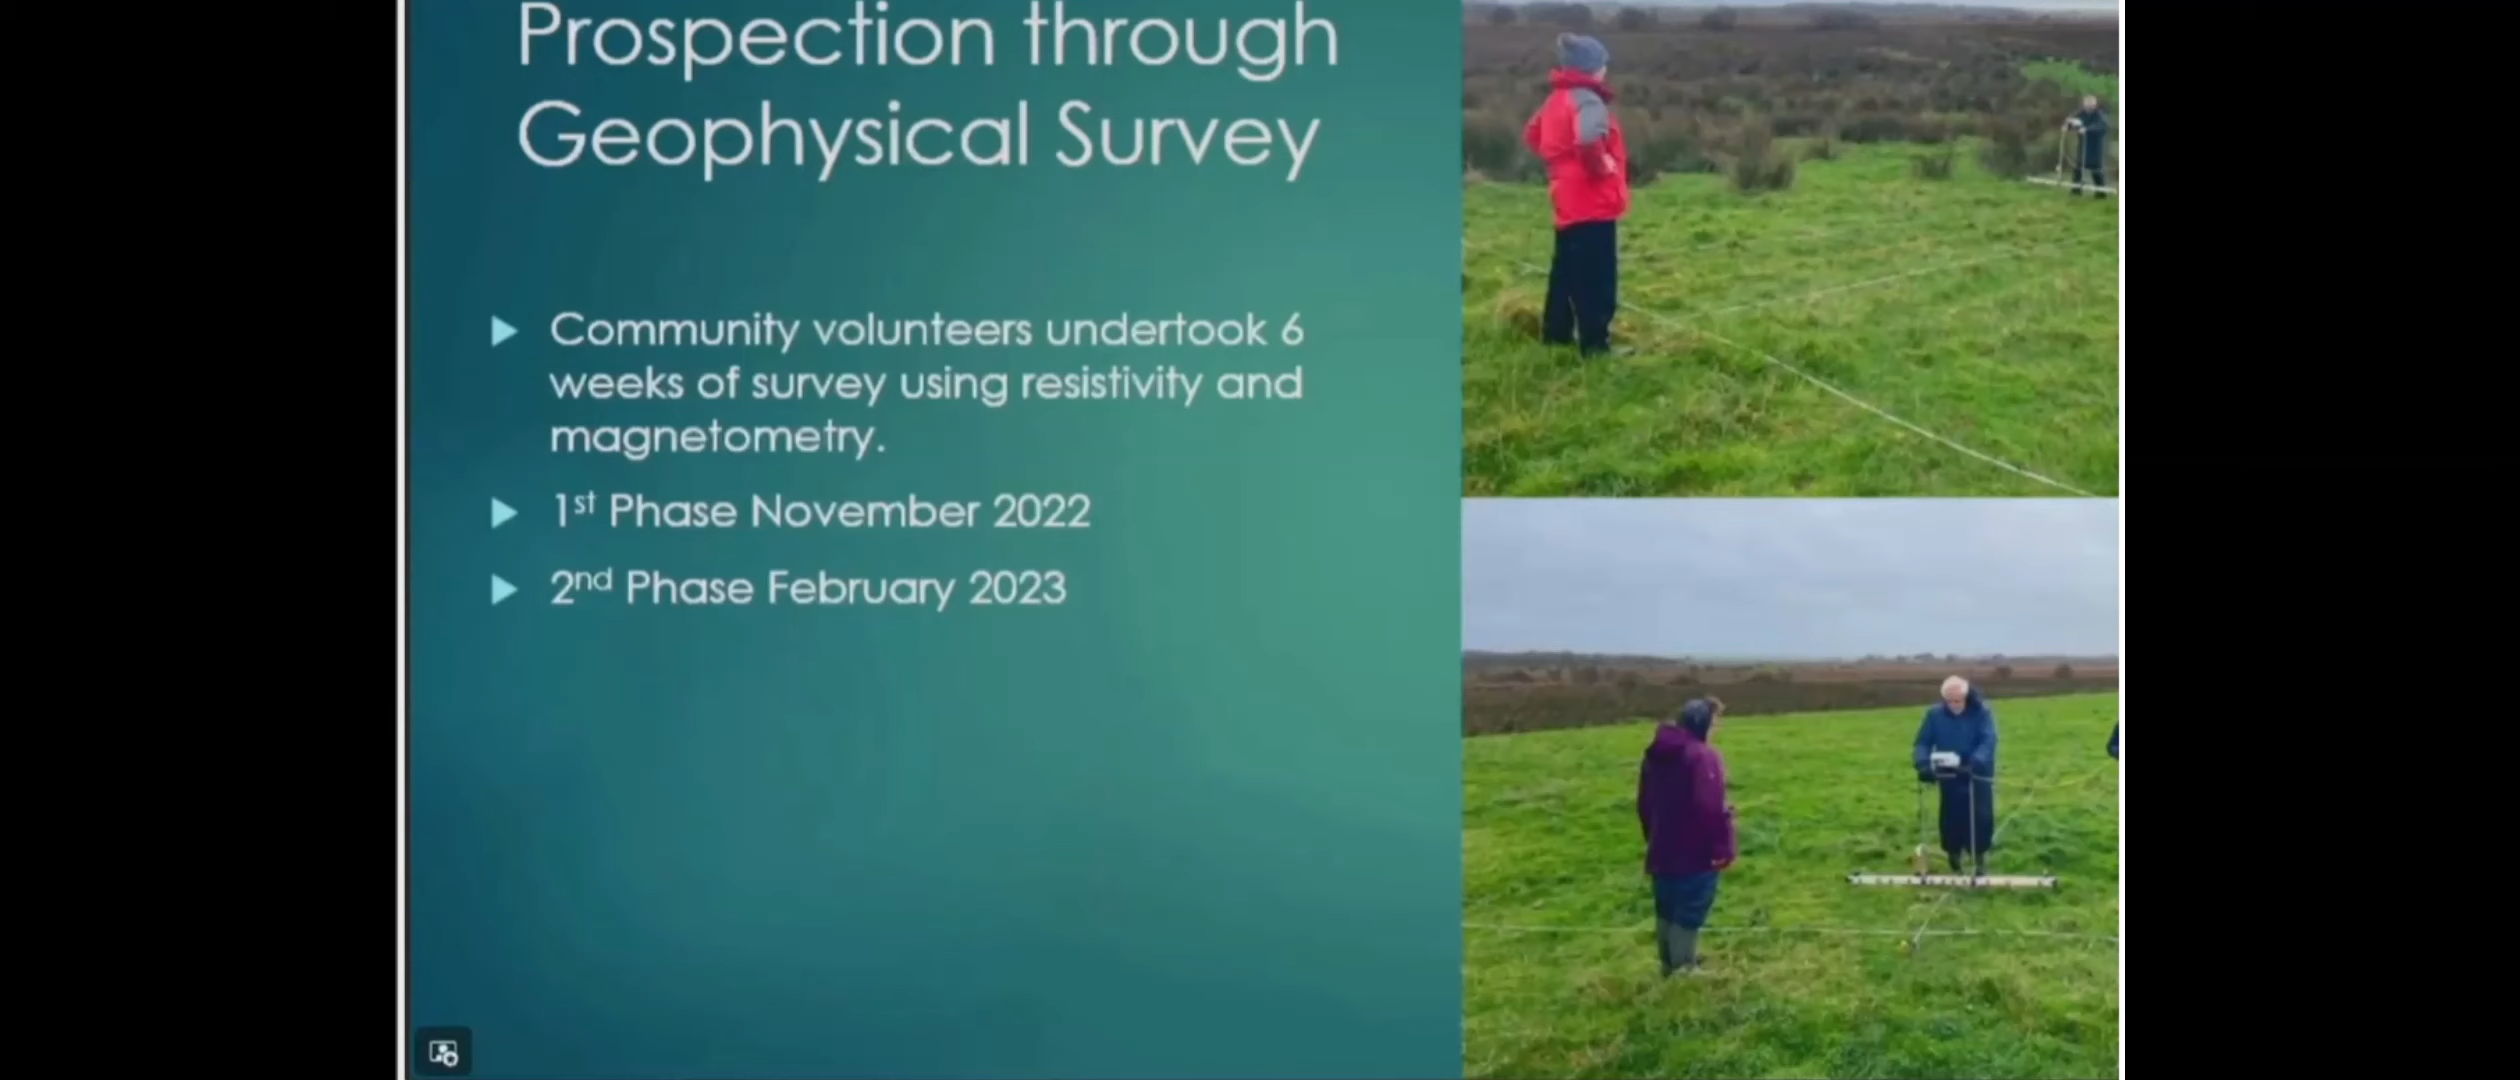 Prospection through
Geophysical Survey
Community volunteers undertook 6
weeks of survey using resistivity and
magnetometry.
1st Phase November 2022
2nd Phase February 2023